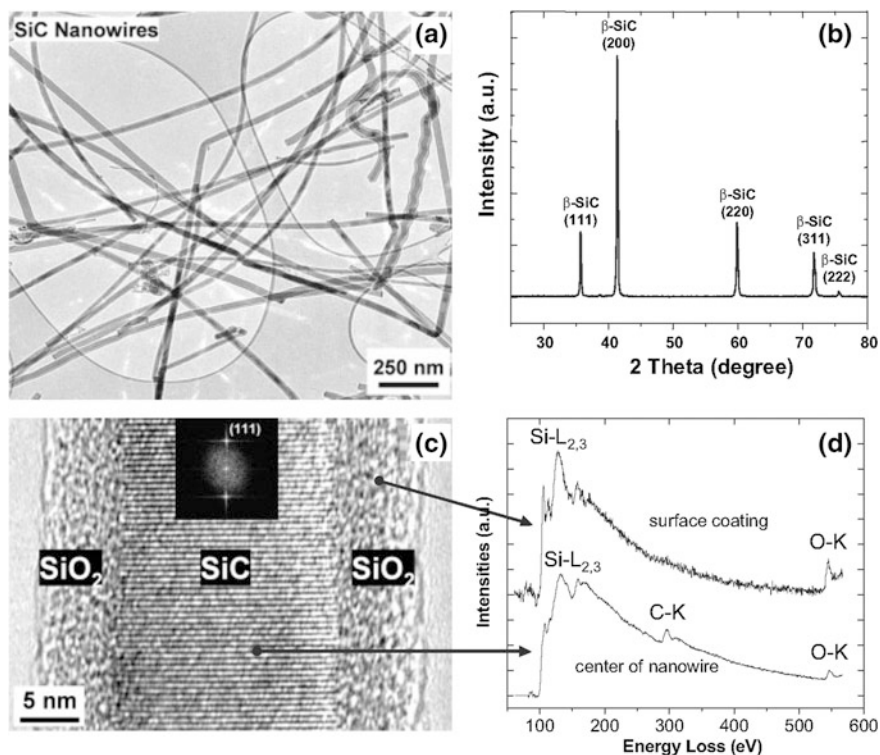 SiC Nanowires
(a)
250 nm
(b)
β-SiC
(200)
β-SiC
(111)
β-SiC
(220)
β-SiC
(311)
β-SiC
(222)
Intensity (a.u.)
30 40 50 60 70 80
2 Theta (degree)
(c)
(111)
SiO₂ SiC SiO₂
5 nm
(d)
Si-L₂,₃
surface coating
O-K
Si-L₂,₃
C-K
O-K
center of nanowire
Intensities (a.u.)
100 200 300 400 500 600
Energy Loss (eV)